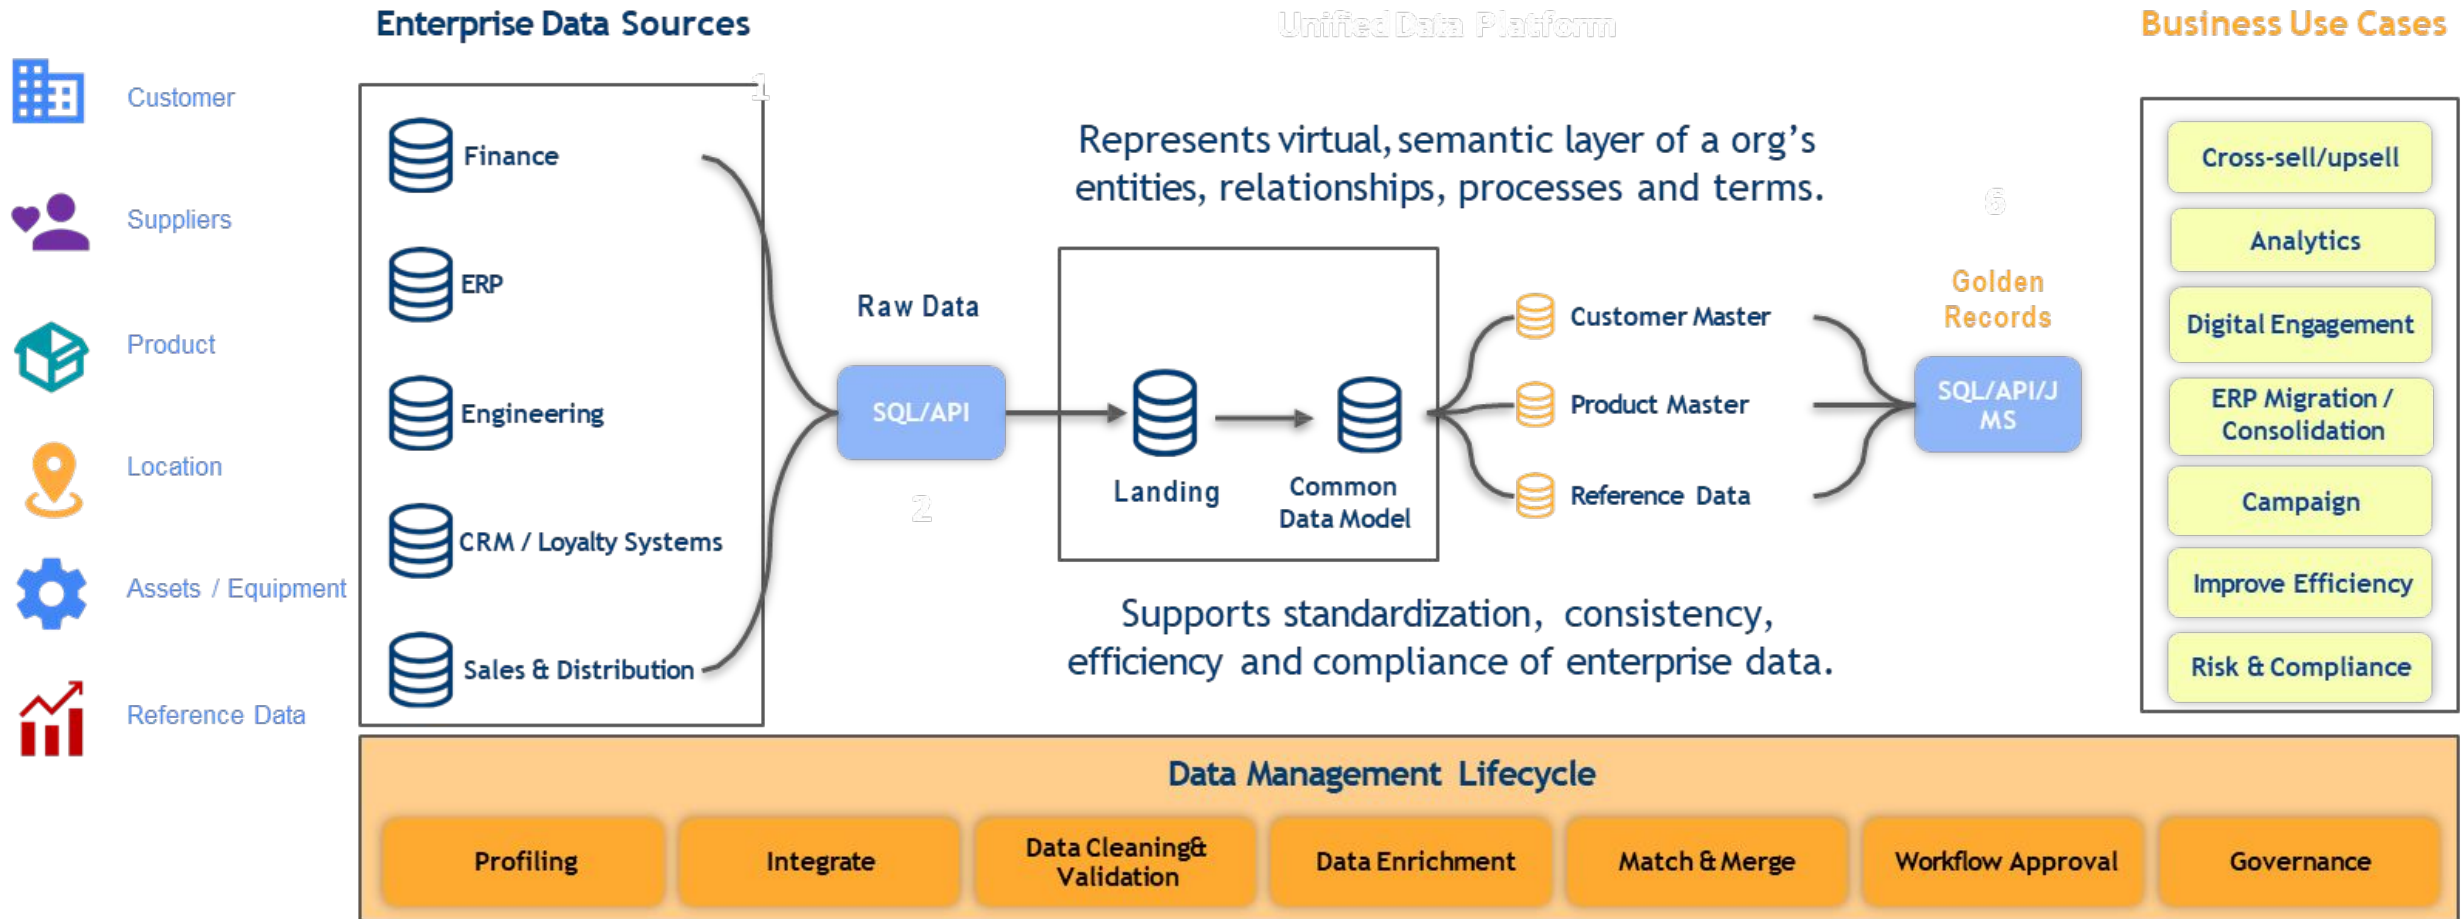 Enterprise Data Sources
Unified Data Platform
Business Use Cases
Customer
Suppliers
Product
Location
Assets / Equipment
Reference Data
1
Finance
ERP
Engineering
CRM / Loyalty Systems
Sales & Distribution
Raw Data
SQL/API
2
Represents virtual, semantic layer of a org's
entities, relationships, processes and terms.
Landing
Common
Data Model
Supports standardization, consistency,
efficiency and compliance of enterprise data.
Customer Master
Product Master
Reference Data
6
Golden
Records
SQL/API/J
MS
Cross-sell/upsell
Analytics
Digital Engagement
ERP Migration /
Consolidation
Campaign
Improve Efficiency
Risk & Compliance
Data Management Lifecycle
Profiling
Integrate
Data Cleaning&
Validation
Data Enrichment
Match & Merge
Workflow Approval
Governance